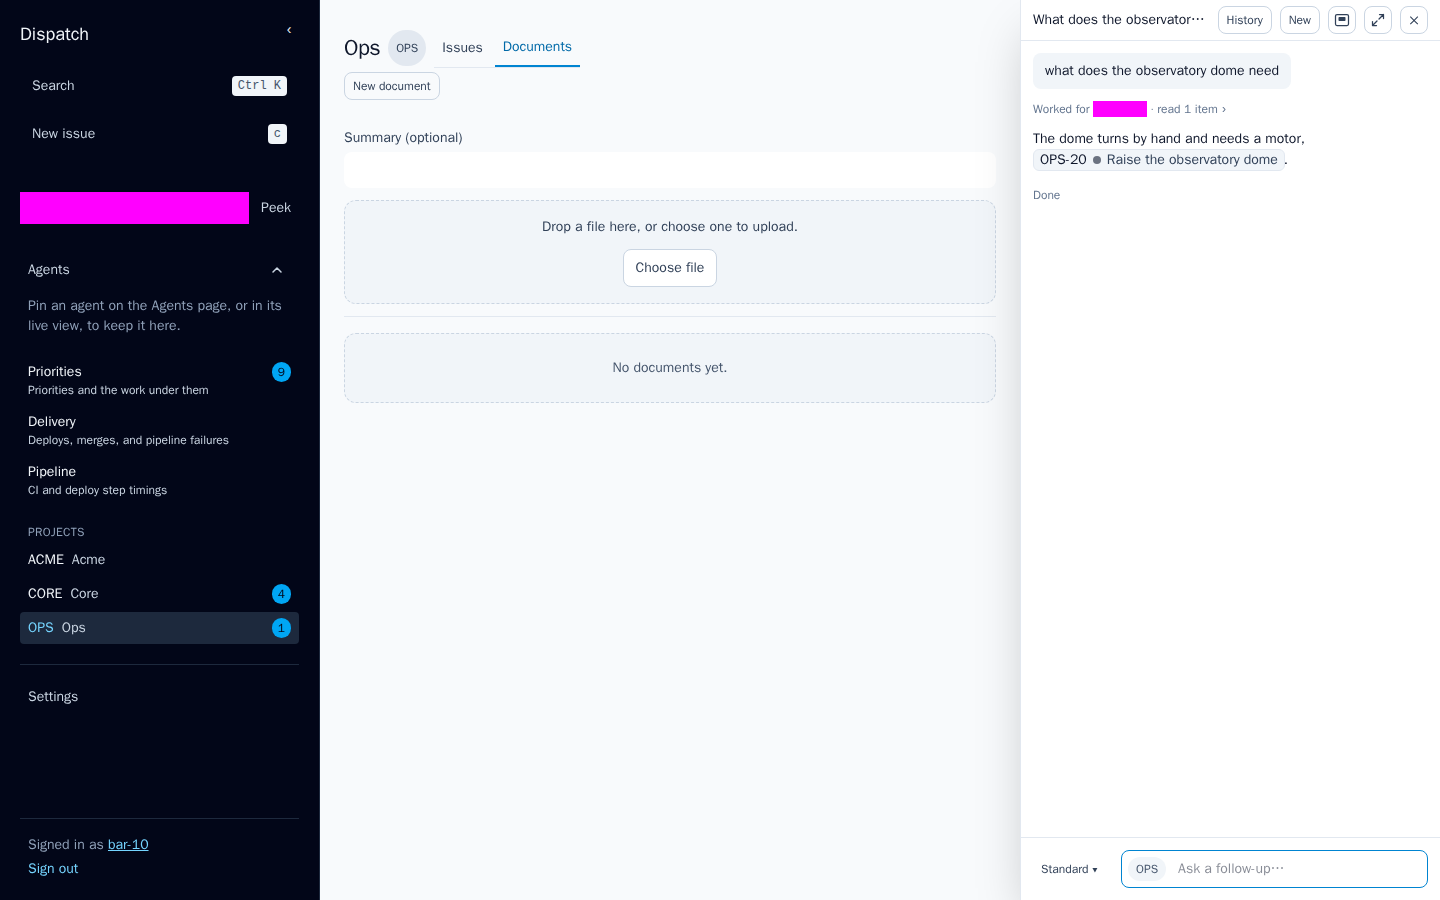 Dispatch
Search
Ctrl K
New issue
C
Peek
Agents
Pin an agent on the Agents page, or in its
live view, to keep it here.
Priorities
9
Priorities and the work under them
Delivery
Deploys, merges, and pipeline failures
Pipeline
CI and deploy step timings
PROJECTS
ACME Acme
CORE Core
4
OPS Ops
1
Settings
Signed in as bar-10
Sign out
Ops
OPS
Issues
Documents
New document
Summary (optional)
Drop a file here, or choose one to upload.
Choose file
No documents yet.
What does the observator…
History
New
what does the observatory dome need
Worked for
· read 1 item ›
The dome turns by hand and needs a motor,
OPS-20 Raise the observatory dome.
Done
Standard ▾
OPS
Ask a follow-up…